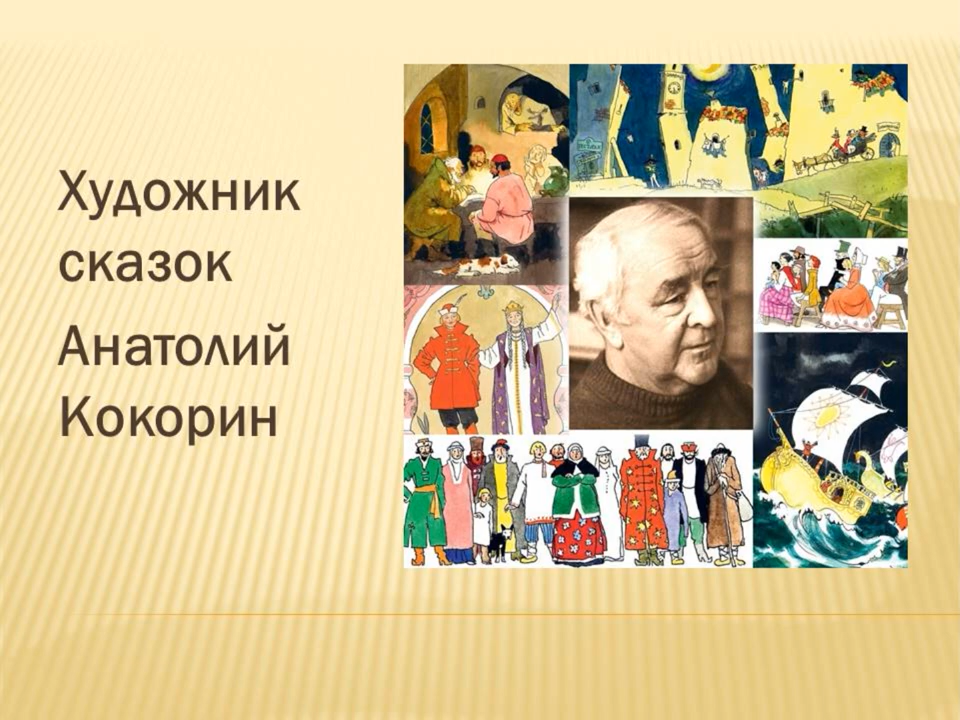 Художник
сказок
Анатолий
Кокорин